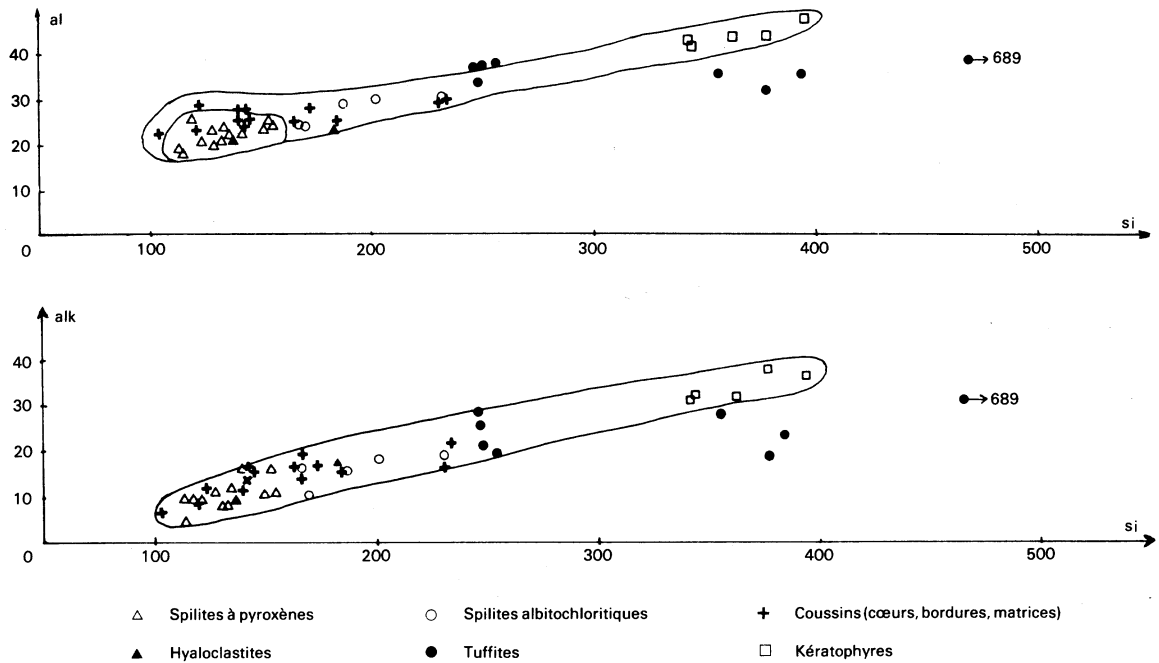 al
40
30
20
10
0
100
200
300
400
500
si
689
alk
40
30
20
10
0
100
200
300
400
500
si
689
Spilites à pyroxènes
Spilites albitochloritiques
Coussins (cœurs, bordures, matrices)
Hyaloclastites
Tuffites
Kératophyres